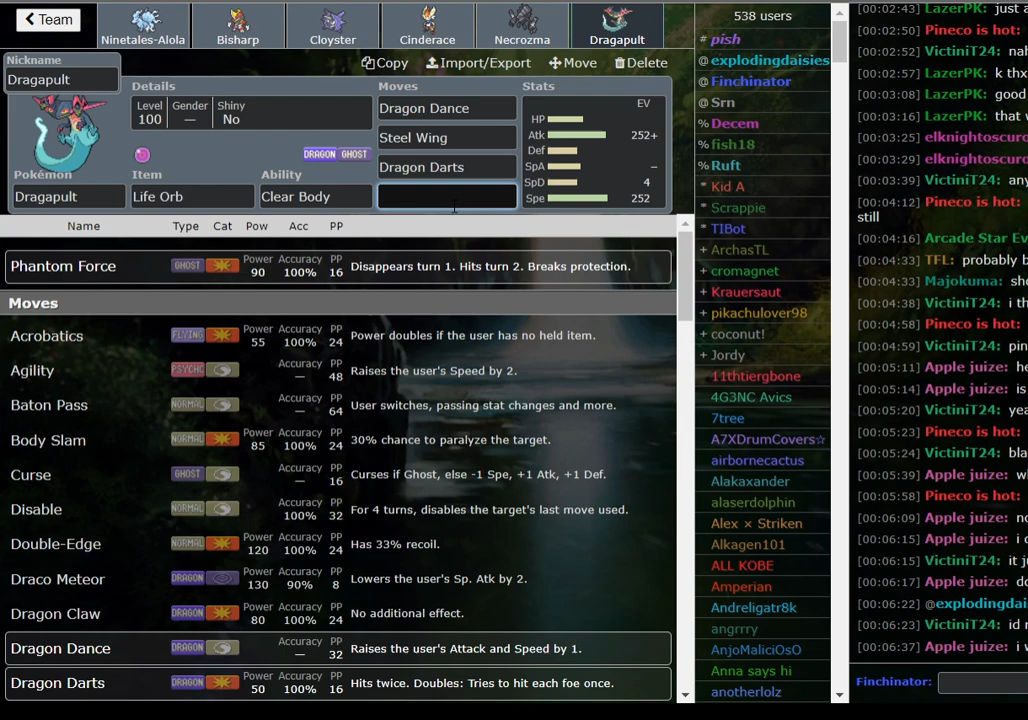 Team
Ninetales-Alola
Bisharp
Cloyster
Cinderace
Necrozma
Dragapult
Copy
Import/Export
Move
Delete
Nickname
Dragapult
Details
Level
100
Gender
—
Shiny
No
DRAGON GHOST
Pokémon
Dragapult
Item
Life Orb
Ability
Clear Body
Moves
Dragon Dance
Steel Wing
Dragon Darts
Stats
EV
HP
Atk 252+
Def
SpA –
SpD 4
Spe 252
Name Type Cat Pow Acc PP
Phantom Force GHOST Power 90 Accuracy 100% PP 16 Disappears turn 1. Hits turn 2. Breaks protection.
Moves
Acrobatics FLYING Power 55 Accuracy 100% PP 24 Power doubles if the user has no held item.
Agility PSYCHC Accuracy — PP 48 Raises the user's Speed by 2.
Baton Pass NORMAL Accuracy — PP 64 User switches, passing stat changes and more.
Body Slam NORMAL Power 85 Accuracy 100% PP 24 30% chance to paralyze the target.
Curse GHOST Accuracy — PP 16 Curses if Ghost, else -1 Spe, +1 Atk, +1 Def.
Disable NORMAL Accuracy 100% PP 32 For 4 turns, disables the target's last move used.
Double-Edge NORMAL Power 120 Accuracy 100% PP 24 Has 33% recoil.
Draco Meteor DRAGON Power 130 Accuracy 90% PP 8 Lowers the user's Sp. Atk by 2.
Dragon Claw DRAGON Power 80 Accuracy 100% PP 24 No additional effect.
Dragon Dance DRAGON Accuracy — PP 32 Raises the user's Attack and Speed by 1.
Dragon Darts DRAGON Power 50 Accuracy 100% PP 16 Hits twice. Doubles: Tries to hit each foe once.
538 users
# pish
@explodingdaisies
@Finchinator
@Srn
% Decem
% fish18
% Ruft
* Kid A
* Scrappie
* TIBot
+ ArchasTL
+ cromagnet
+ Krauersaut
+ pikachulover98
+ coconut!
+ Jordy
11thtiergbone
4G3NC Avics
7tree
A7XDrumCovers☆
airbornecactus
Alakaxander
alaserdolphin
Alex × Striken
Alkagen101
ALL KOBE
Amperian
Andreligatr8k
angrrry
AnjoMaliciOsO
Anna says hi
anotherlolz
[00:02:43] LazerPK: just a
[00:02:50] Pineco is hot:
[00:02:52] VictiniT24: nah
[00:02:57] LazerPK: k thx
[00:03:08] LazerPK: good
[00:03:16] LazerPK: that w
[00:03:25] elknightoscuro
[00:03:29] elknightoscuro
[00:03:39] VictiniT24: any
[00:04:12] Pineco is hot:
still
[00:04:16] Arcade Star Ev
[00:04:33] TFL: probably b
[00:04:33] Majokuma: sho
[00:04:38] VictiniT24: i th
[00:04:58] Pineco is hot:
[00:04:59] VictiniT24: pin
[00:05:11] Apple juize: he
[00:05:14] Apple juize: is
[00:05:20] VictiniT24: yea
[00:05:23] Pineco is hot:
[00:05:24] VictiniT24: bla
[00:05:45] Apple juize: w
[00:05:58] Pineco is hot:
[00:06:09] Apple juize: no
[00:06:15] Apple juize: i c
[00:06:15] VictiniT24: it ju
[00:06:17] Apple juize: do
[00:06:22] @explodingdai
[00:06:23] VictiniT24: id r
[00:06:37] Apple juize: i w
Finchinator: